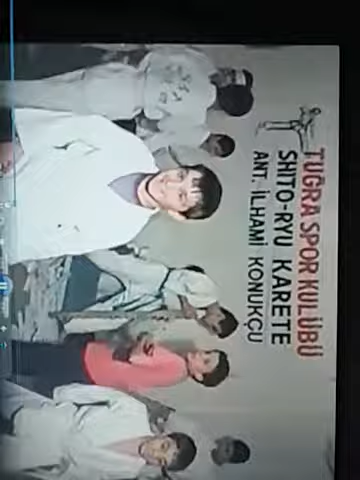 TUĞRA SPOR KULÜBÜ
SHITO-RYU KARETE
ANT. İLHAMİ KONUKÇU